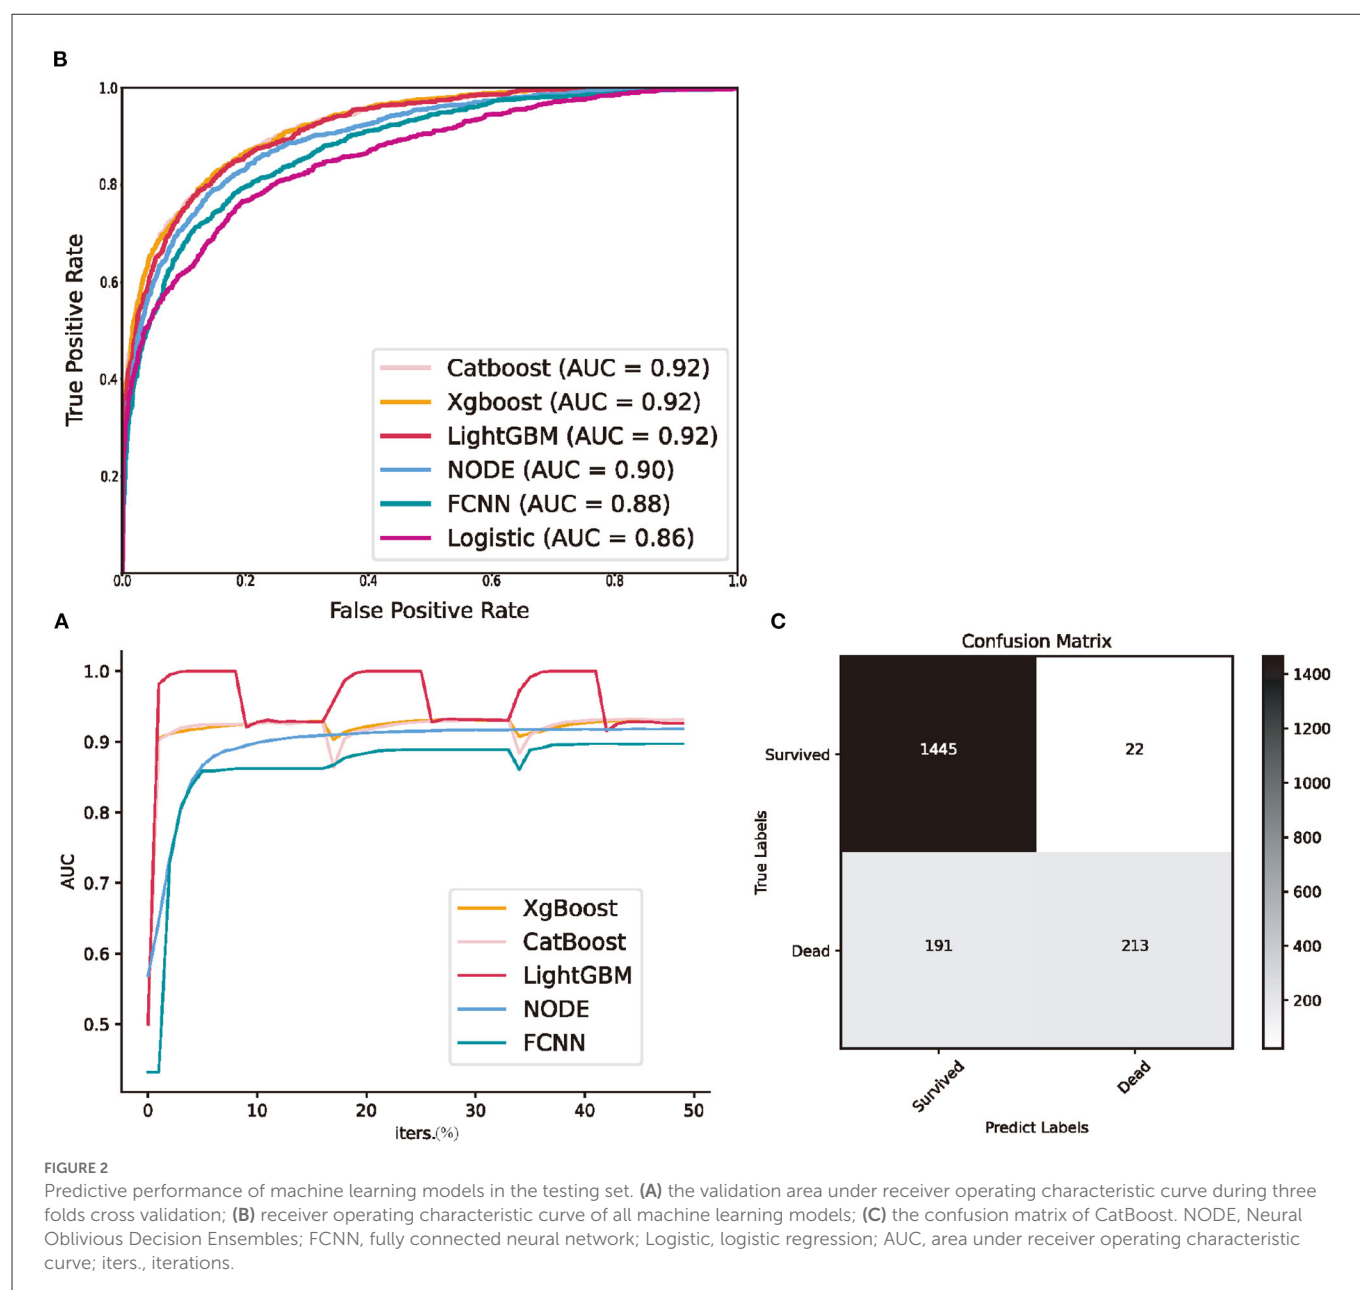 B
1.0
0.8
0.6
0.4
0.2
True Positive Rate
Catboost (AUC = 0.92)
Xgboost (AUC = 0.92)
LightGBM (AUC = 0.92)
NODE (AUC = 0.90)
FCNN (AUC = 0.88)
Logistic (AUC = 0.86)
0.0 0.2 0.4 0.6 0.8 1.0
False Positive Rate
A
1.0
0.9
0.8
0.7
0.6
0.5
AUC
XgBoost
CatBoost
LightGBM
NODE
FCNN
0 10 20 30 40 50
iters.(%)
C
Confusion Matrix
Survived 1445 22
Dead 191 213
True Labels
Survived Dead
Predict Labels
1400
1200
1000
800
600
400
200
FIGURE 2
Predictive performance of machine learning models in the testing set. (A) the validation area under receiver operating characteristic curve during three
folds cross validation; (B) receiver operating characteristic curve of all machine learning models; (C) the confusion matrix of CatBoost. NODE, Neural
Oblivious Decision Ensembles; FCNN, fully connected neural network; Logistic, logistic regression; AUC, area under receiver operating characteristic
curve; iters., iterations.